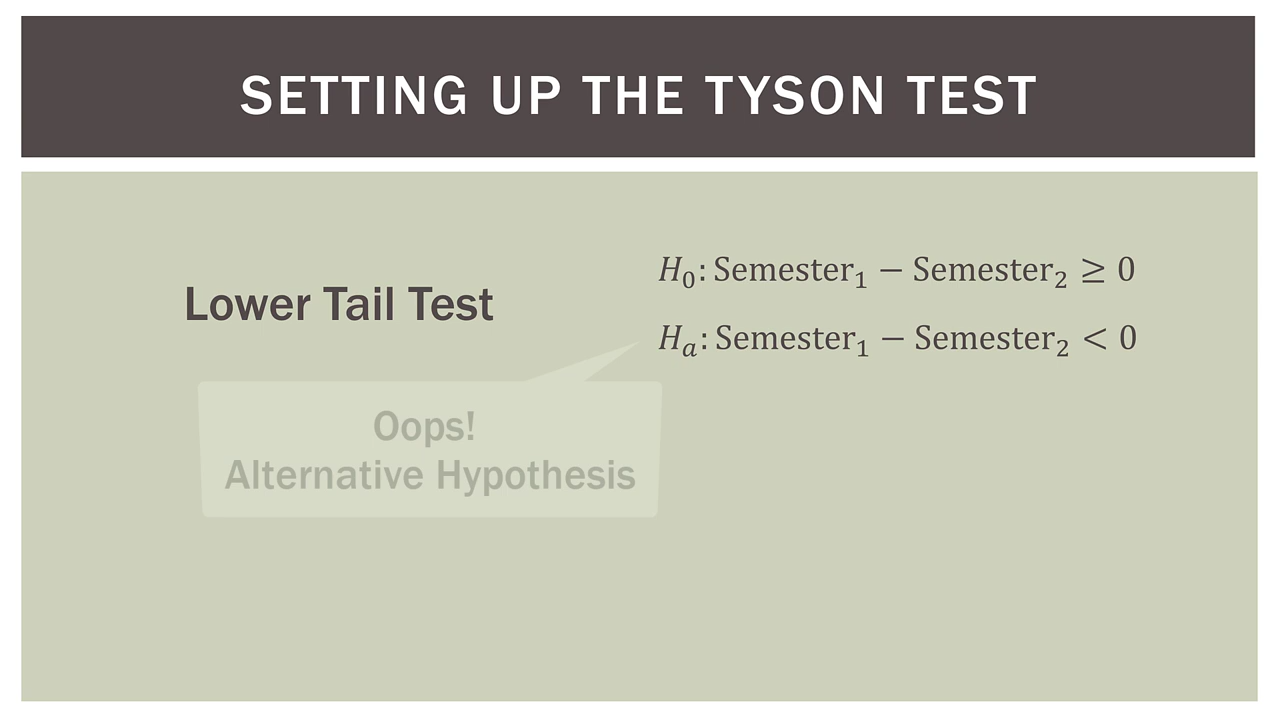 SETTING UP THE TYSON TEST
Lower Tail Test
H₀: Semester₁ − Semester₂ ≥ 0
Hₐ: Semester₁ − Semester₂ < 0
Oops!
Alternative Hypothesis